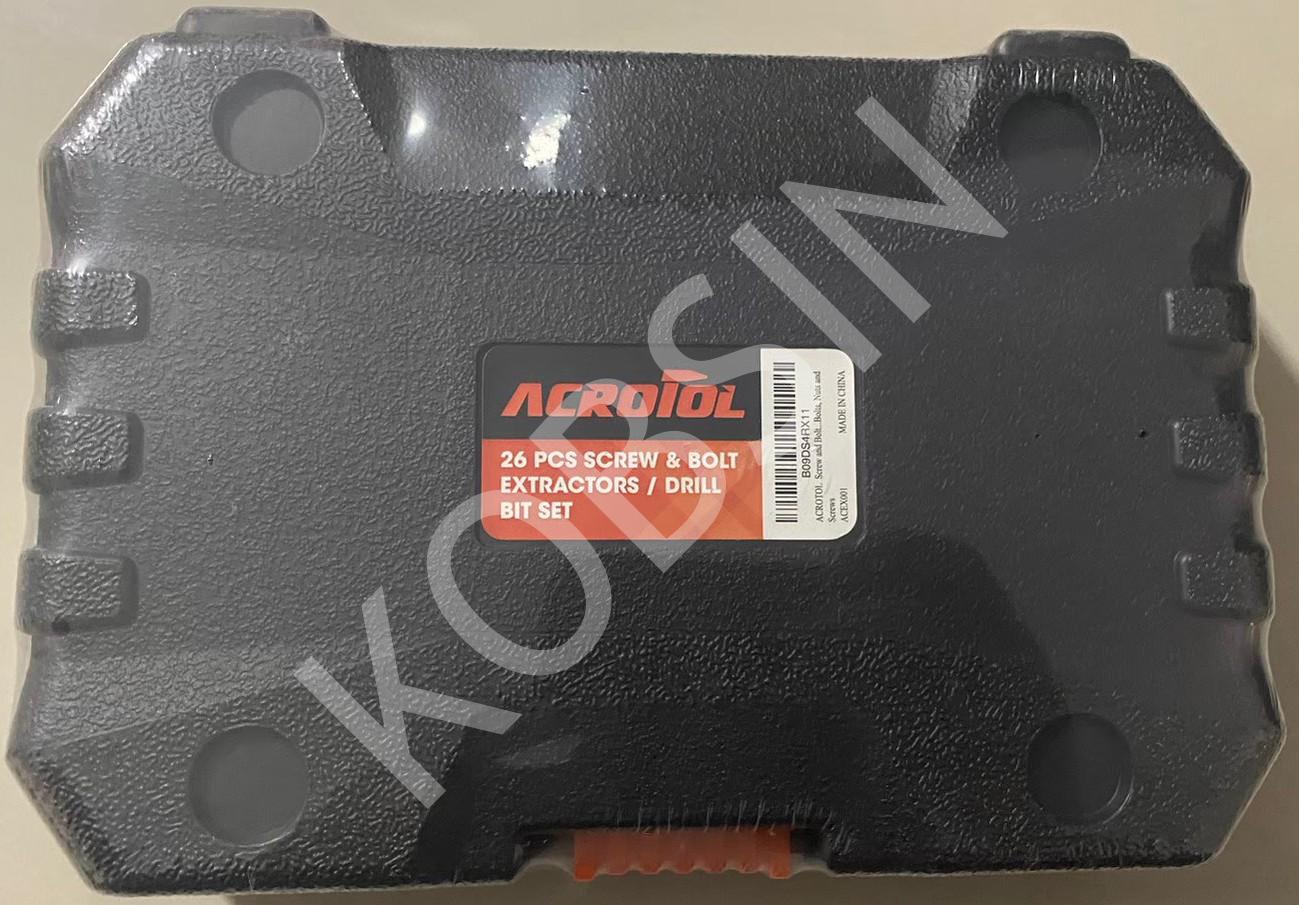 ACROTOL
26 PCS SCREW & BOLT
EXTRACTORS / DRILL
BIT SET
B09DS4RX11
ACROTOL Screw and Bolt...Bolts, Nuts and
Screws
ACEX001 MADE IN CHINA
KOBSIN